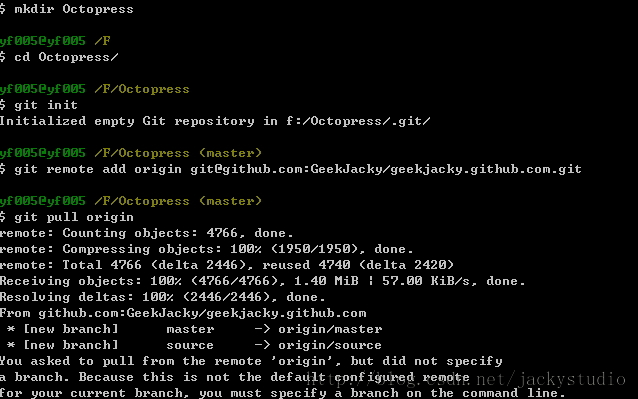 $ mkdir Octopress
yf005@yf005 /F
$ cd Octopress/
yf005@yf005 /F/Octopress
$ git init
Initialized empty Git repository in f:/Octopress/.git/
yf005@yf005 /F/Octopress (master)
$ git remote add origin git@github.com:GeekJacky/geekjacky.github.com.git
yf005@yf005 /F/Octopress (master)
$ git pull origin
remote: Counting objects: 4766, done.
remote: Compressing objects: 100% (1950/1950), done.
remote: Total 4766 (delta 2446), reused 4740 (delta 2420)
Receiving objects: 100% (4766/4766), 1.40 MiB ¦ 57.00 KiB/s, done.
Resolving deltas: 100% (2446/2446), done.
From github.com:GeekJacky/geekjacky.github.com
 * [new branch]      master     -> origin/master
 * [new branch]      source     -> origin/source
You asked to pull from the remote 'origin', but did not specify
a branch. Because this is not the default configured remote
http://blog.csdn.net/jackystudio
for your current branch, you must specify a branch on the command line.